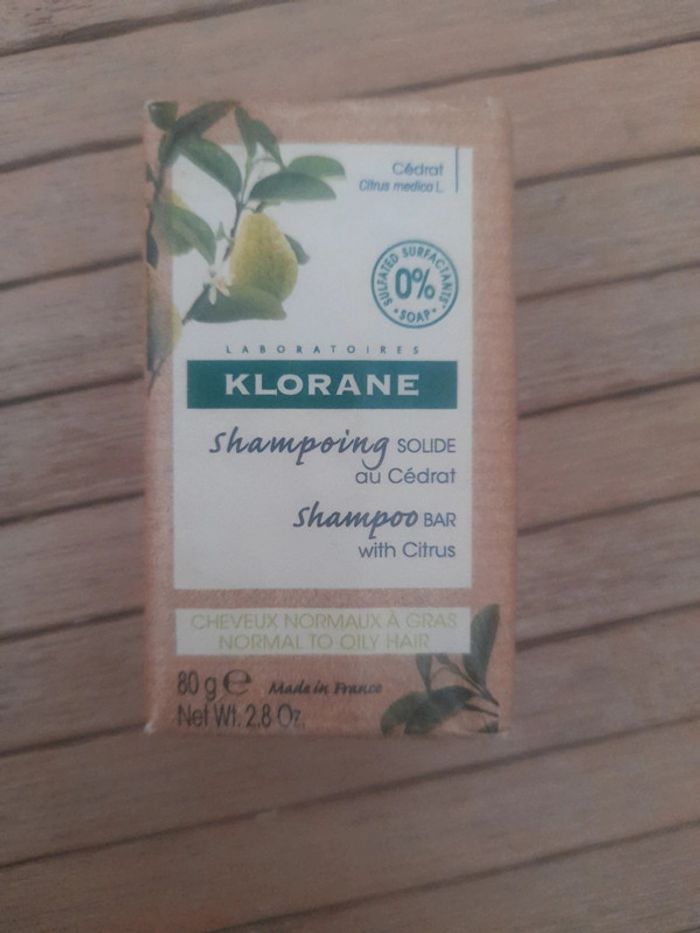 Cédrat
Citrus medica L.
SULFATED SURFACTANTS*
0%
• SOAP •
LABORATOIRES
KLORANE
Shampoing SOLIDE
au Cédrat
Shampoo BAR
with Citrus
CHEVEUX NORMAUX À GRAS
NORMAL TO OILY HAIR
80 g ℮ Made in France
Net Wt. 2.8 Oz.